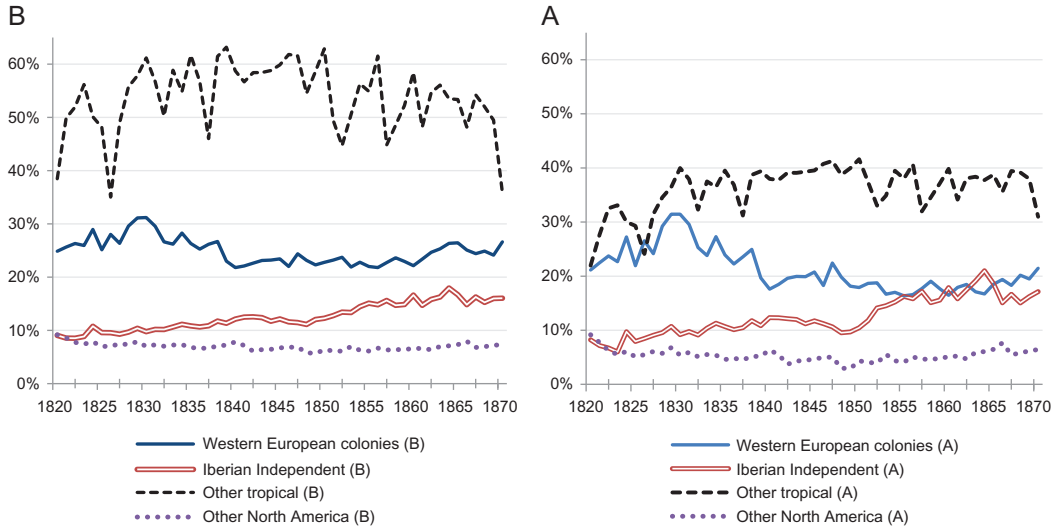 B
60%
50%
40%
30%
20%
10%
0%
1820 1825 1830 1835 1840 1845 1850 1855 1860 1865 1870
Western European colonies (B)
Iberian Independent (B)
Other tropical (B)
Other North America (B)
A
60%
50%
40%
30%
20%
10%
0%
1820 1825 1830 1835 1840 1845 1850 1855 1860 1865 1870
Western European colonies (A)
Iberian Independent (A)
Other tropical (A)
Other North America (A)